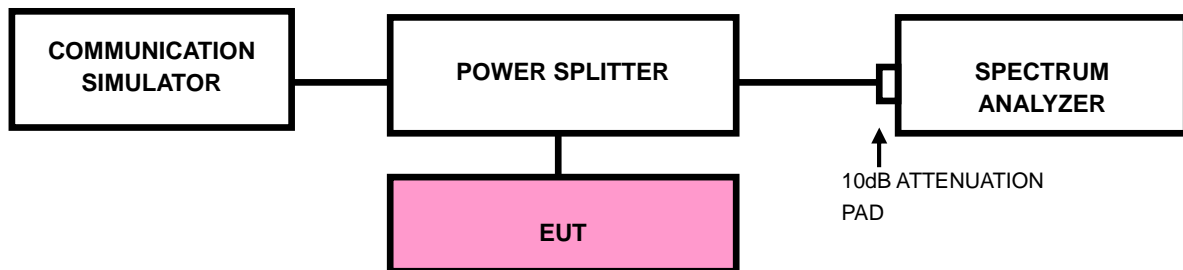 COMMUNICATION
SIMULATOR
POWER SPLITTER
SPECTRUM
ANALYZER
10dB ATTENUATION
PAD
EUT